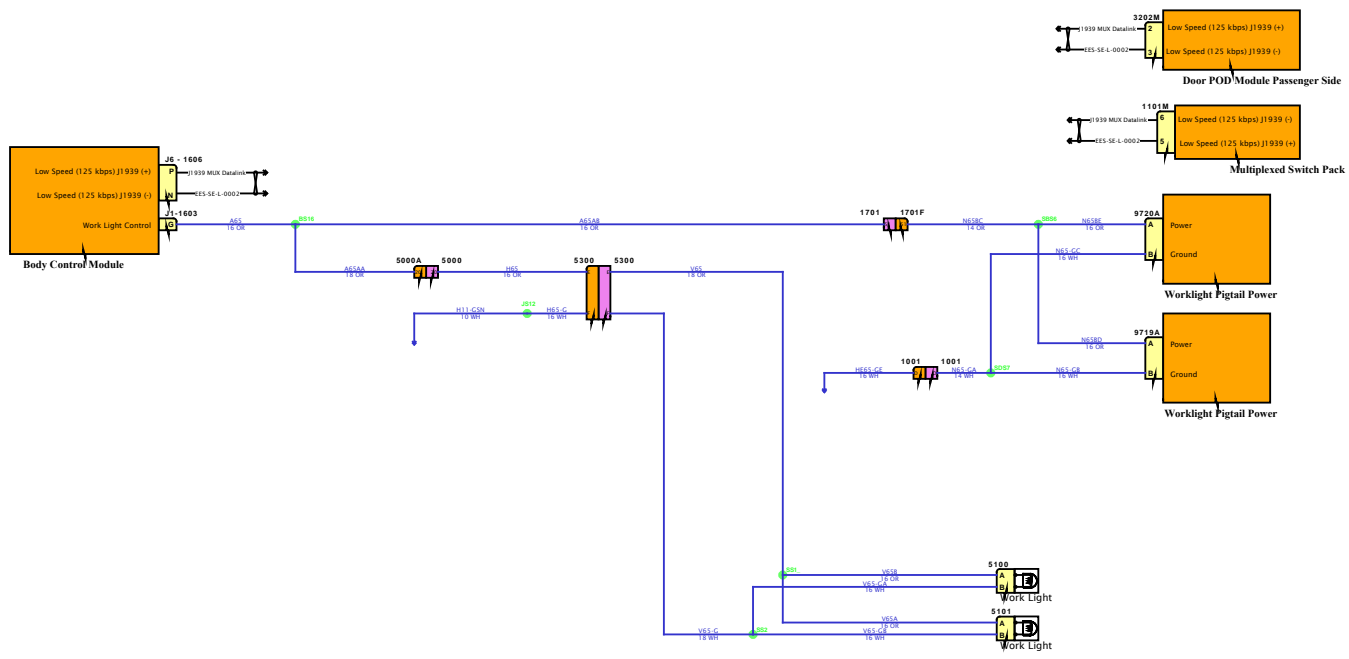 3202M
J1939 MUX Datalink
2
Low Speed (125 kbps) J1939 (+)
EES-SE-L-0002
3
Low Speed (125 kbps) J1939 (-)
Door POD Module Passenger Side
1101M
J1939 MUX Datalink
6
Low Speed (125 kbps) J1939 (-)
EES-SE-L-0002
5
Low Speed (125 kbps) J1939 (+)
Multiplexed Switch Pack
J6 - 1606
Low Speed (125 kbps) J1939 (+)
P
J1939 MUX Datalink
Low Speed (125 kbps) J1939 (-)
N
EES-SE-L-0002
J1-1603
Work Light Control
G
Body Control Module
A65
16 OR
BS16
A65AB
16 OR
1701
1701F
N65BC
14 OR
SBS6
N65BE
16 OR
9720A
A
Power
N65-GC
16 WH
B
Ground
Worklight Pigtail Power
A65AA
18 OR
5000A
5000
H65
16 OR
5300
5300
E
E
V65
18 OR
H11-GSN
10 WH
JS12
H65-G
16 WH
F
F
9719A
N65BD
16 OR
A
Power
HE65-GE
16 WH
1001
1001
N65-GA
14 WH
SDS7
N65-GB
16 WH
B
Ground
Worklight Pigtail Power
SS1_
V65B
16 OR
5100
A
V65-GA
16 WH
B
Work Light
V65A
16 OR
5101
A
V65-G
18 WH
SS2
V65-GB
16 WH
B
Work Light